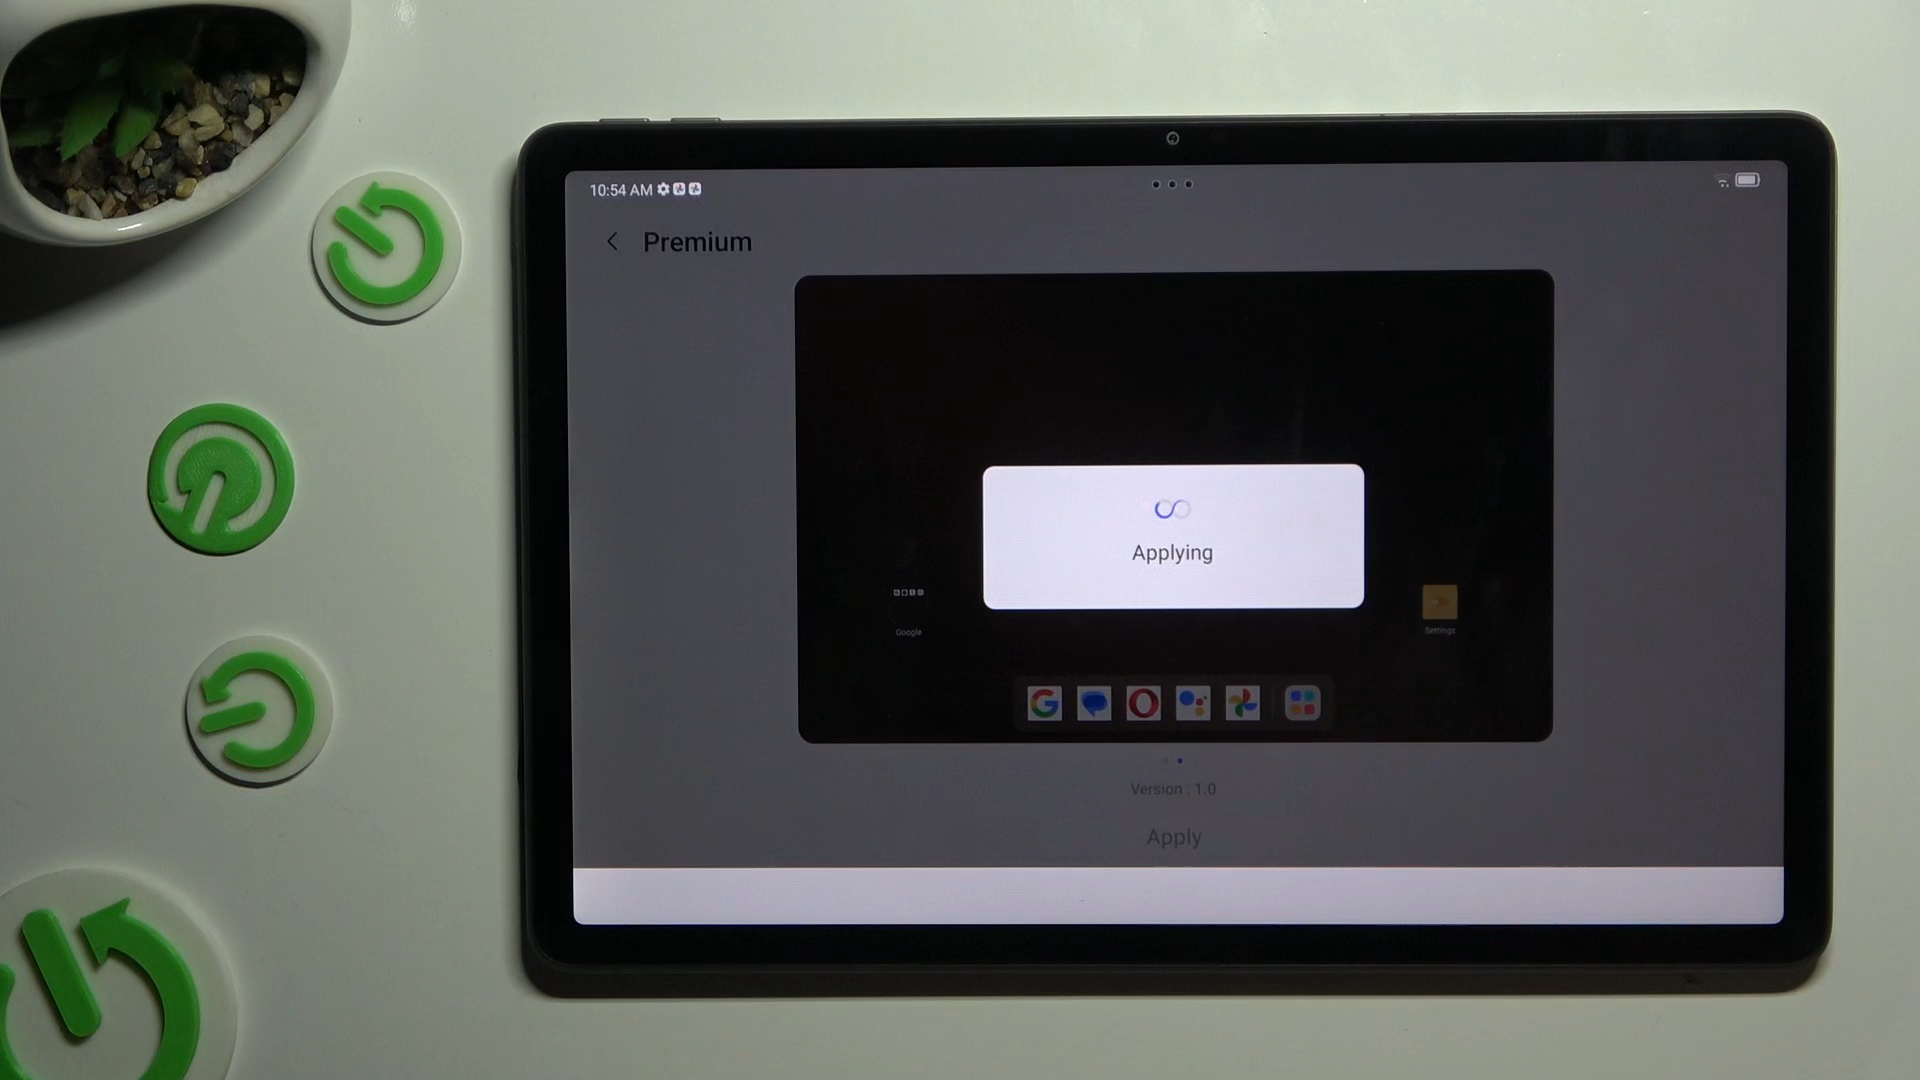 10:54 AM
Premium
Applying
Google
Settings
Version : 1.0
Apply